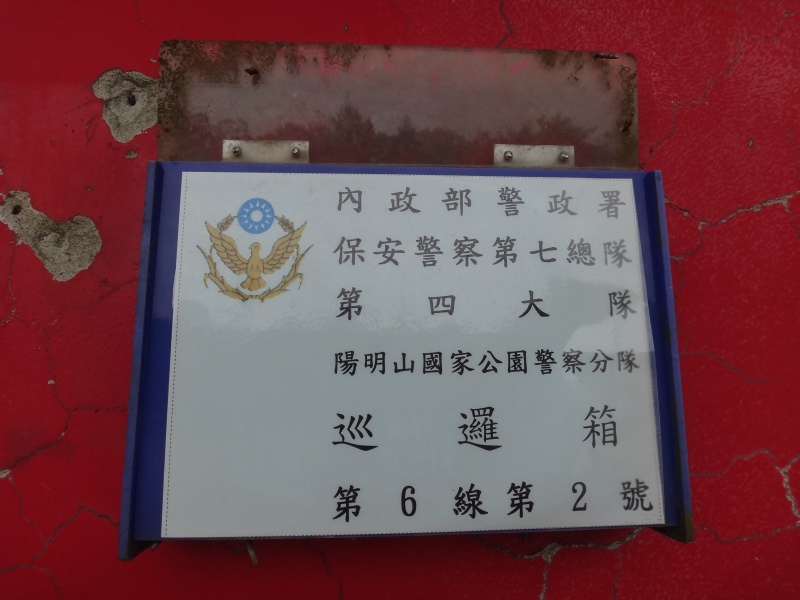 內政部警政署
保安警察第七總隊
第四大隊
陽明山國家公園警察分隊
巡邏箱
第6線第2號